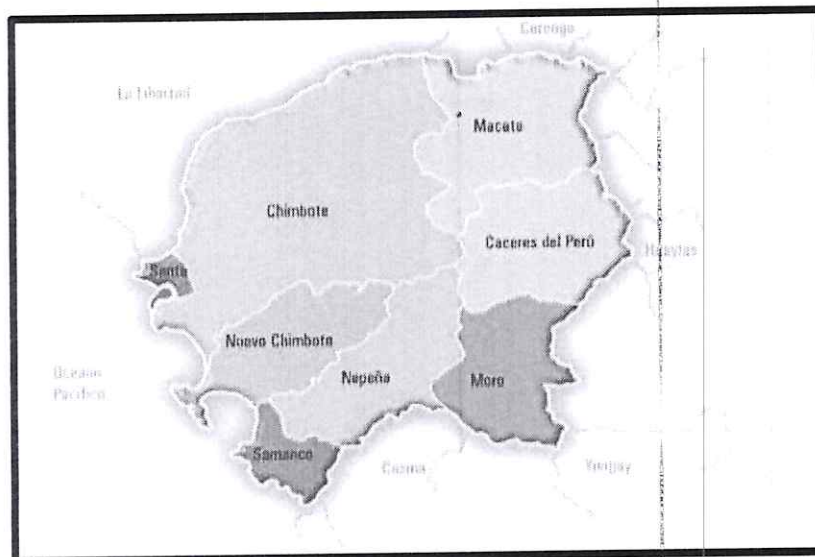 Corongo
La Libertad
Macate
Chimbote
Caceres del Perú
Huaylas
Santa
Nuevo Chimbote
Océano
Pacífico
Nepeña
Moro
Samanco
Casma
Yungay